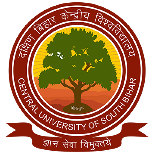 दक्षिण बिहार केन्द्रीय विश्वविद्यालय
CENTRAL UNIVERSITY OF SOUTH BIHAR
ज्ञान सेवा विमुक्तये